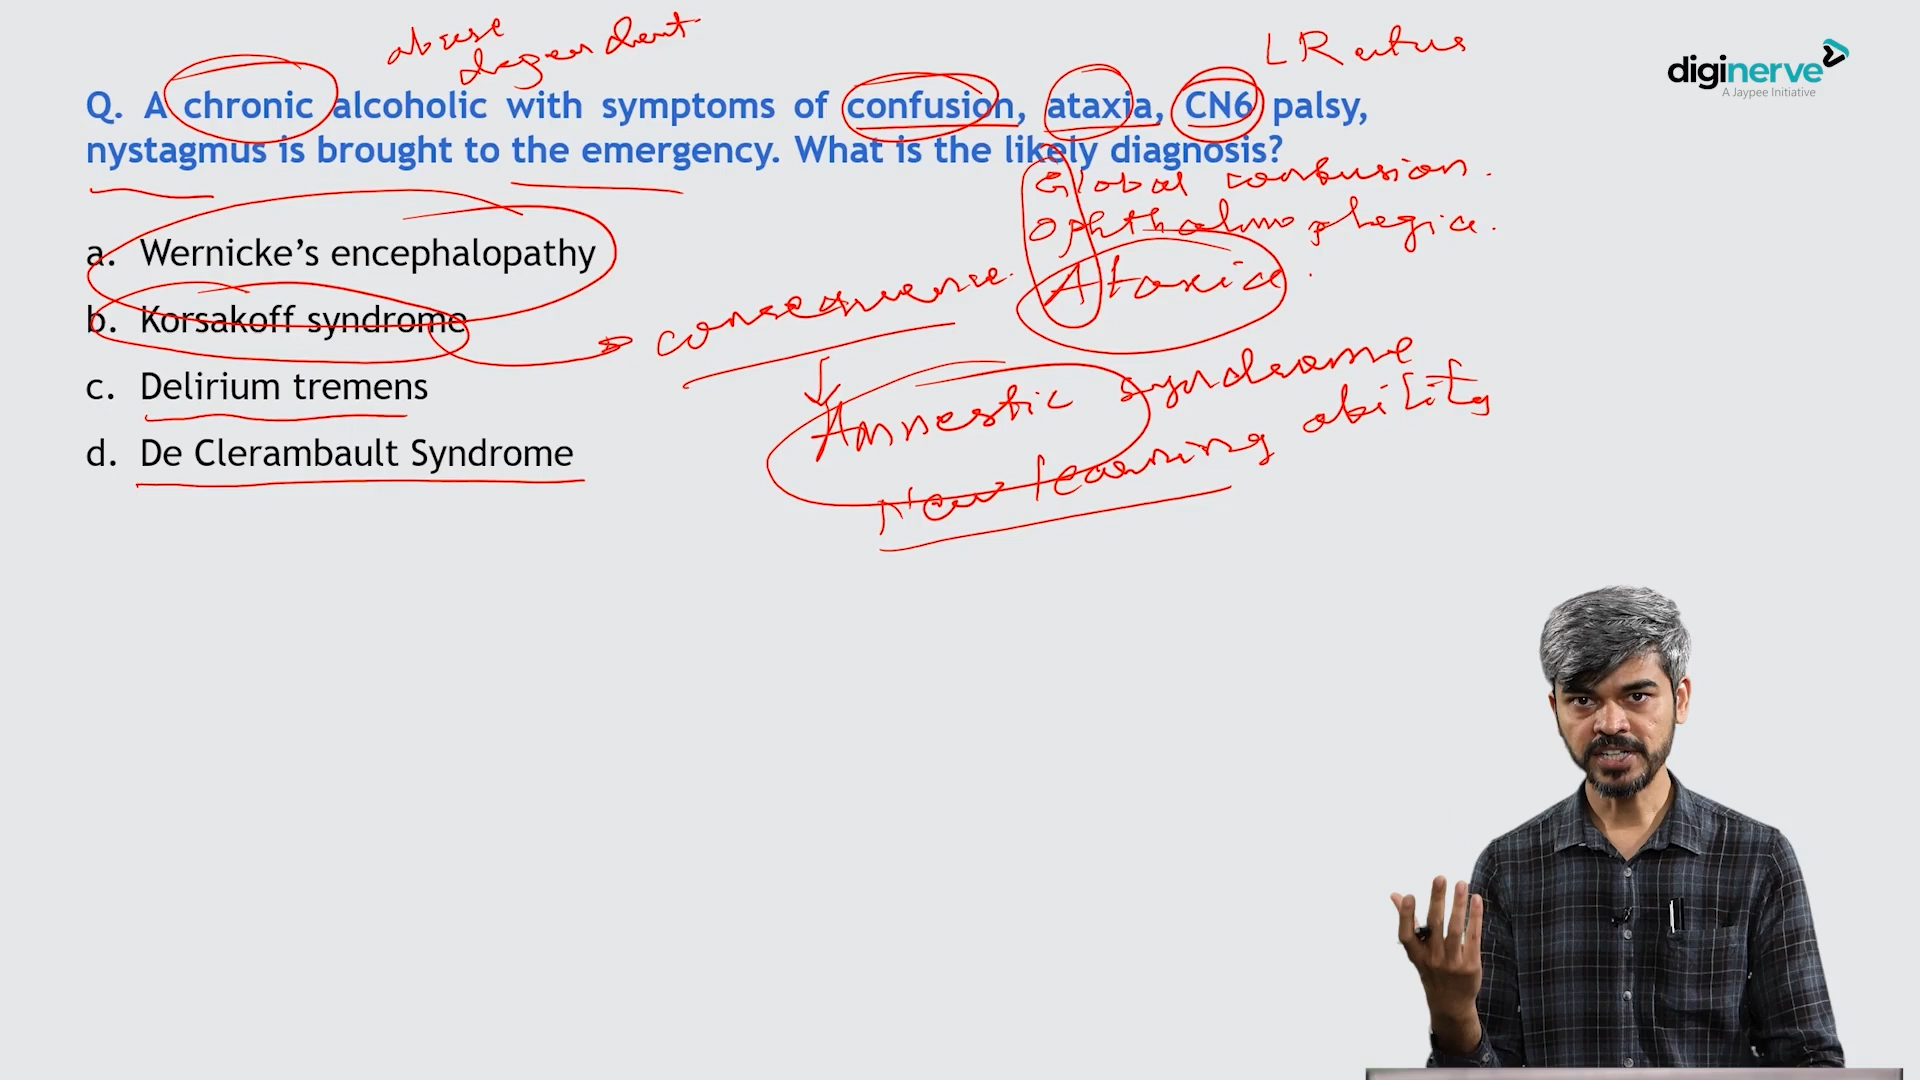 abuse
dependent
L Rectus
diginerve
A Jaypee Initiative
Q. A chronic alcoholic with symptoms of confusion, ataxia, CN6 palsy,
nystagmus is brought to the emergency. What is the likely diagnosis?
Global confusion.
Ophthalmoplegia.
Ataxia.
a. Wernicke’s encephalopathy
b. Korsakoff syndrome
consequence.
c. Delirium tremens
Amnestic syndrome
d. De Clerambault Syndrome
New learning ability